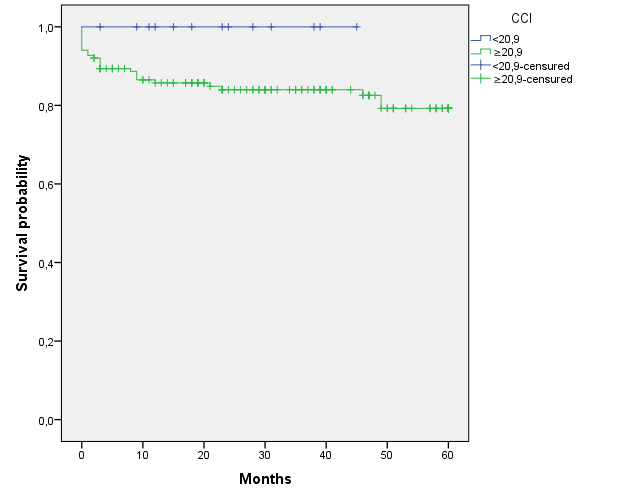 CCI
<20,9
≥20,9
<20,9-censured
≥20,9-censured
Survival probability
1,0
0,8
0,6
0,4
0,2
0,0
0 10 20 30 40 50 60
Months